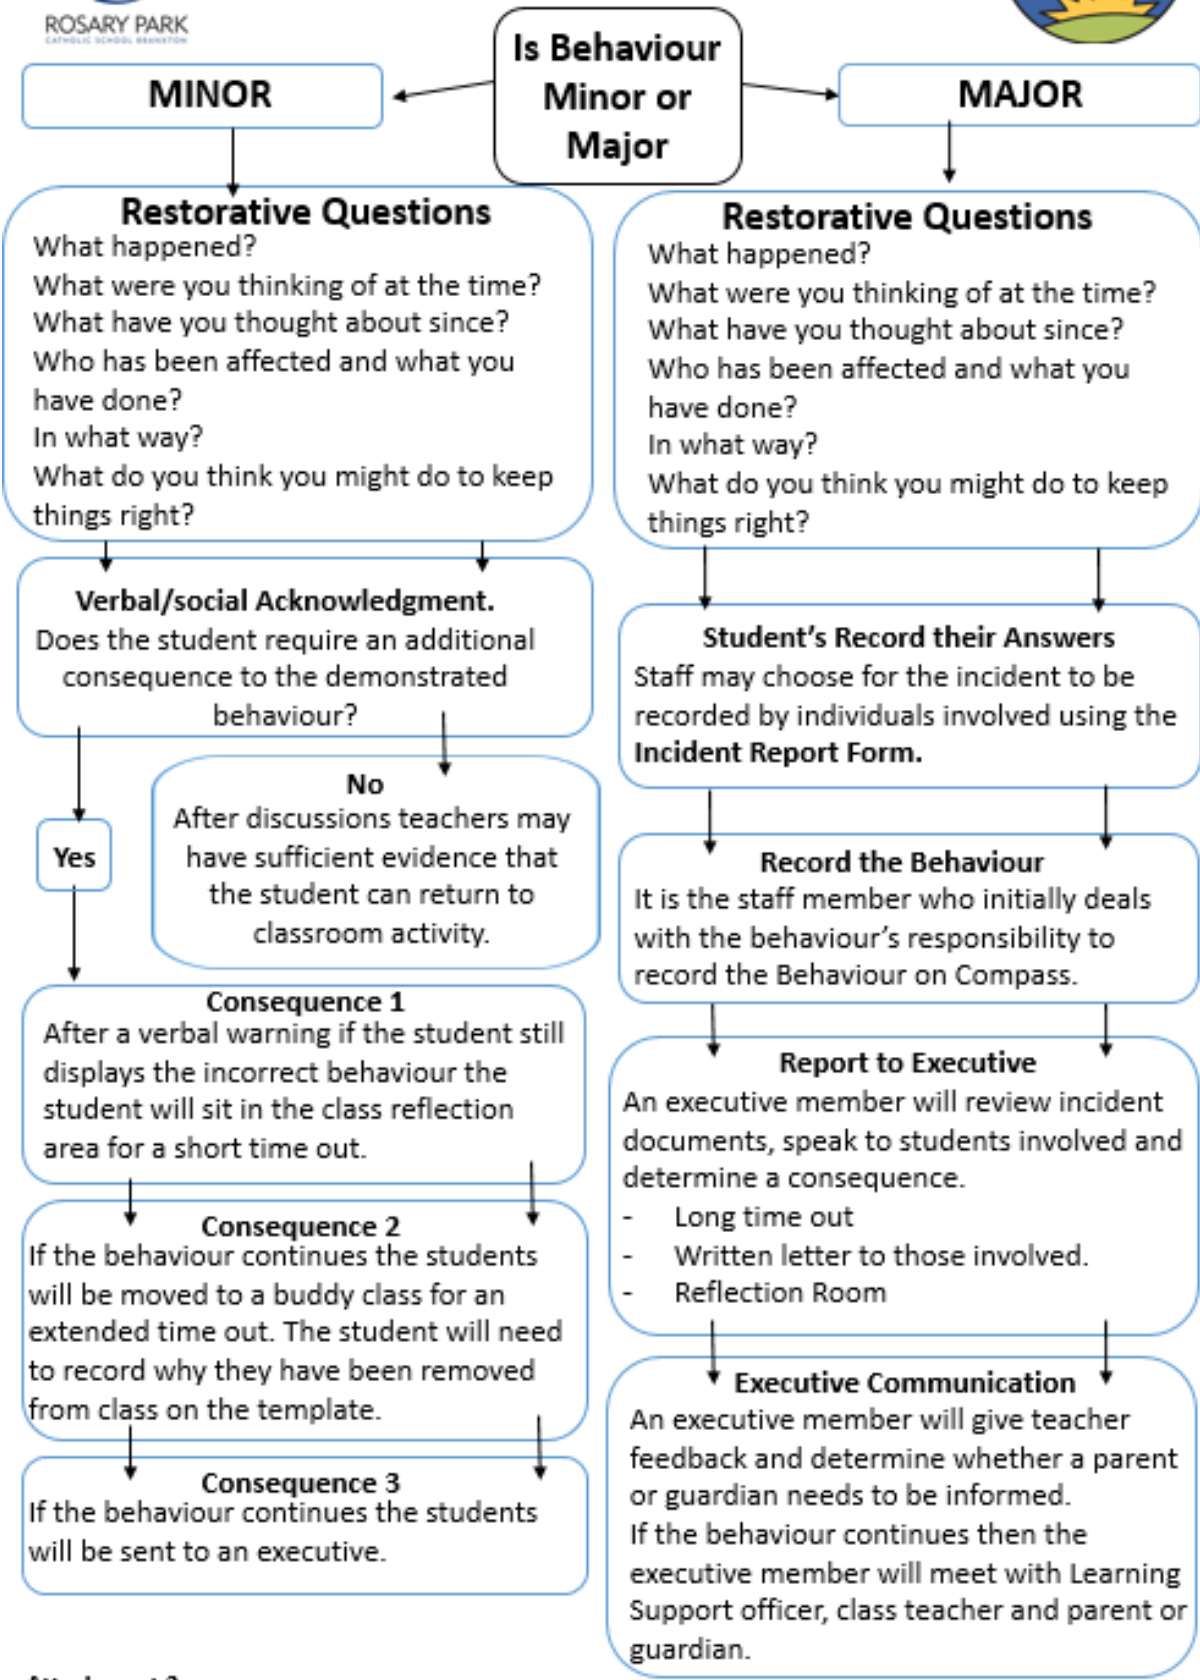 ROSARY PARK
CATHOLIC SCHOOL BRANXTON
Is Behaviour
Minor or
Major
MINOR
MAJOR
Restorative Questions
What happened?
What were you thinking of at the time?
What have you thought about since?
Who has been affected and what you
have done?
In what way?
What do you think you might do to keep
things right?
Verbal/social Acknowledgment.
Does the student require an additional
consequence to the demonstrated
behaviour?
Yes
No
After discussions teachers may
have sufficient evidence that
the student can return to
classroom activity.
Consequence 1
After a verbal warning if the student still
displays the incorrect behaviour the
student will sit in the class reflection
area for a short time out.
Consequence 2
If the behaviour continues the students
will be moved to a buddy class for an
extended time out. The student will need
to record why they have been removed
from class on the template.
Consequence 3
If the behaviour continues the students
will be sent to an executive.
Restorative Questions
What happened?
What were you thinking of at the time?
What have you thought about since?
Who has been affected and what you
have done?
In what way?
What do you think you might do to keep
things right?
Student's Record their Answers
Staff may choose for the incident to be
recorded by individuals involved using the
Incident Report Form.
Record the Behaviour
It is the staff member who initially deals
with the behaviour's responsibility to
record the Behaviour on Compass.
Report to Executive
An executive member will review incident
documents, speak to students involved and
determine a consequence.
- Long time out
- Written letter to those involved.
- Reflection Room
Executive Communication
An executive member will give teacher
feedback and determine whether a parent
or guardian needs to be informed.
If the behaviour continues then the
executive member will meet with Learning
Support officer, class teacher and parent or
guardian.